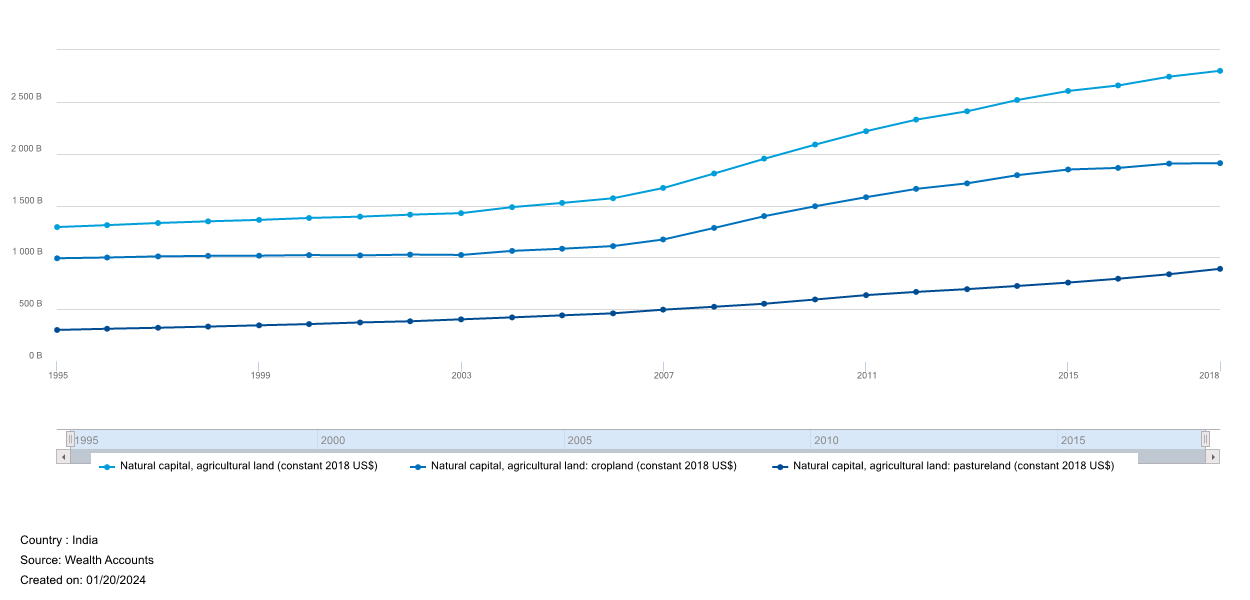 2 500 B
2 000 B
1 500 B
1 000 B
500 B
0 B
1995 1999 2003 2007 2011 2015 2018
1995 2000 2005 2010 2015
Natural capital, agricultural land (constant 2018 US$) Natural capital, agricultural land: cropland (constant 2018 US$) Natural capital, agricultural land: pastureland (constant 2018 US$)
Country : India
Source: Wealth Accounts
Created on: 01/20/2024